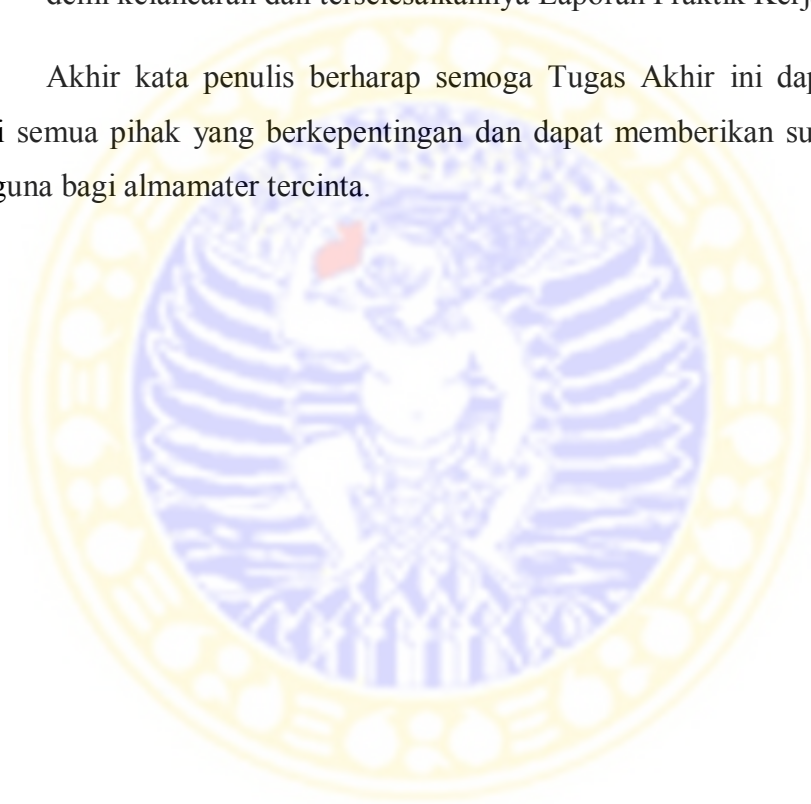 demi kelancaran dan terselesaikannya Laporan Praktik Kerj
Akhir kata penulis berharap semoga Tugas Akhir ini dap
i semua pihak yang berkepentingan dan dapat memberikan su
guna bagi almamater tercinta.